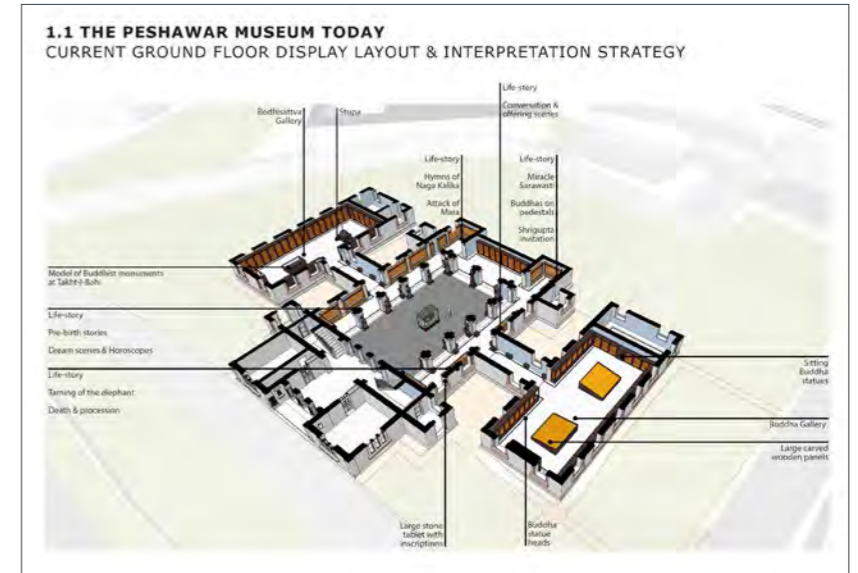 1.1 THE PESHAWAR MUSEUM TODAY
CURRENT GROUND FLOOR DISPLAY LAYOUT & INTERPRETATION STRATEGY
Life-story
Conversation &
offering scenes
Bodhisattva
Gallery
Stupa
Life-story
Hymns of
Naga Kalika
Attack of
Mara
Life-story
Miracle
Sarawasti
Buddhas on
pedestals
Shrigupta
invitation
Model of Buddhist monuments
at Takht-I-Bahi
Life-story
Pre-birth stories
Dream scenes & Horoscopes
Life-story
Taming of the elephant
Death & procession
Sitting
Buddha
statues
Buddha Gallery
Large carved
wooden panels
Large stone
tablet with
inscriptions
Buddha
statue
heads